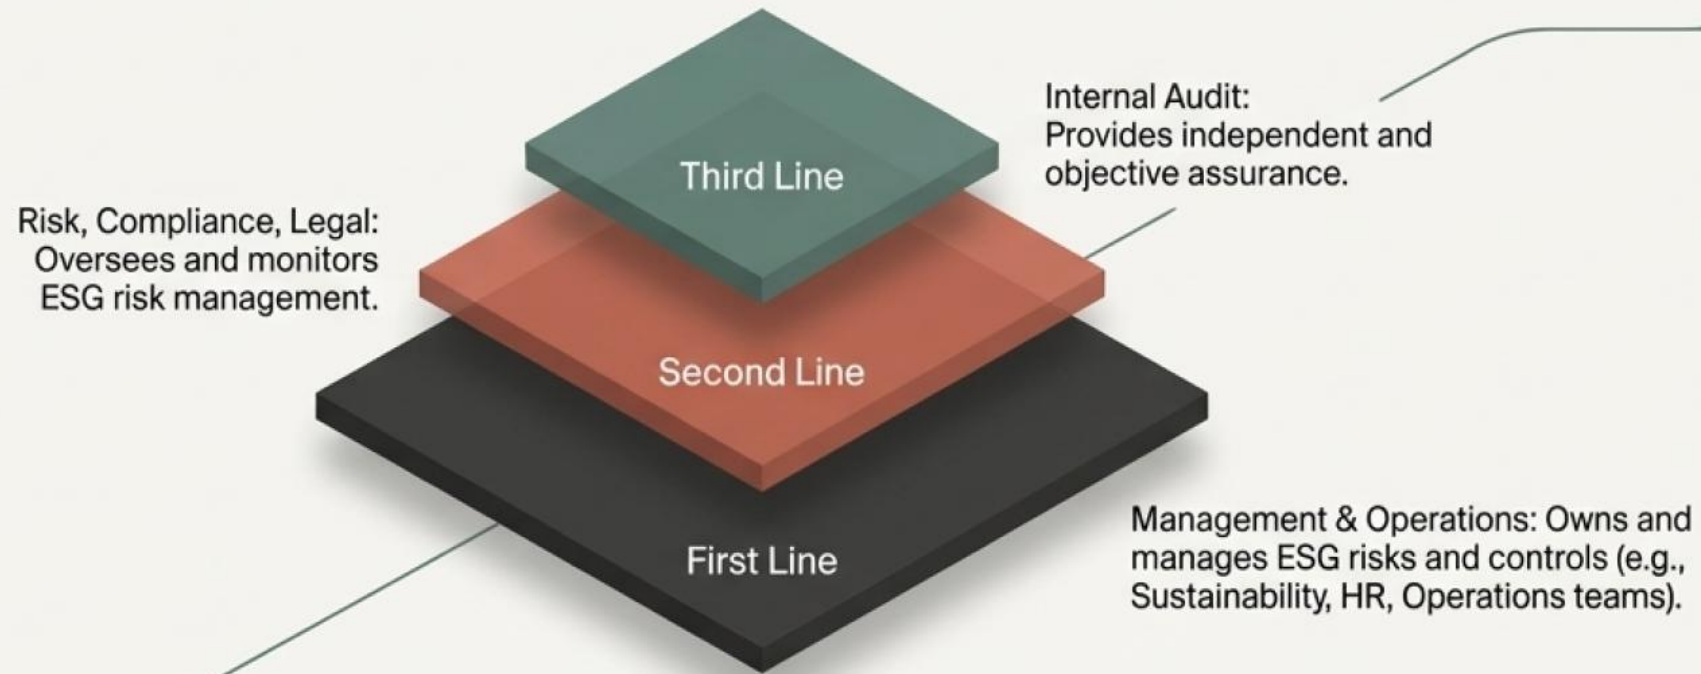 Third Line
Internal Audit:
Provides independent and
objective assurance.
Risk, Compliance, Legal:
Oversees and monitors
ESG risk management.
Second Line
First Line
Management & Operations: Owns and
manages ESG risks and controls (e.g.,
Sustainability, HR, Operations teams).